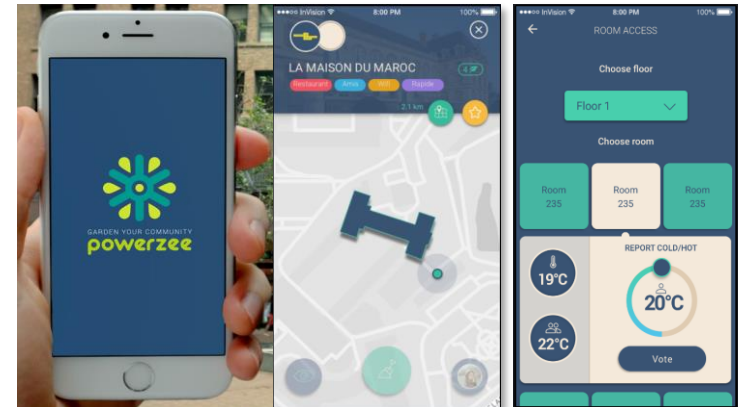 GARDEN YOUR COMMUNITY
powerzee
InVision
8:00 PM
100%
LA MAISON DU MAROC
4
Restaurant
Amis
Wifi
Rapide
2.1 km
InVision
8:00 PM
100%
ROOM ACCESS
Choose floor
Floor 1
Choose room
Room
235
Room
235
Room
235
REPORT COLD/HOT
19°C
20°C
22°C
Vote